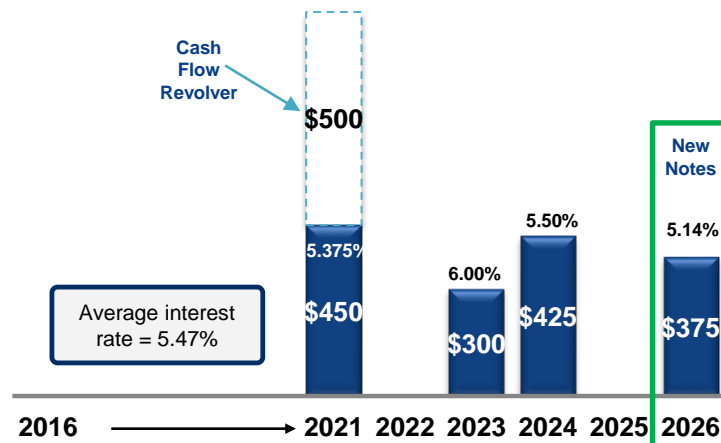 Cash
Flow
Revolver
$500
New
Notes
5.375%
6.00%
5.50%
5.14%
$450
$300
$425
$375
Average interest
rate = 5.47%
2016 2021 2022 2023 2024 2025 2026